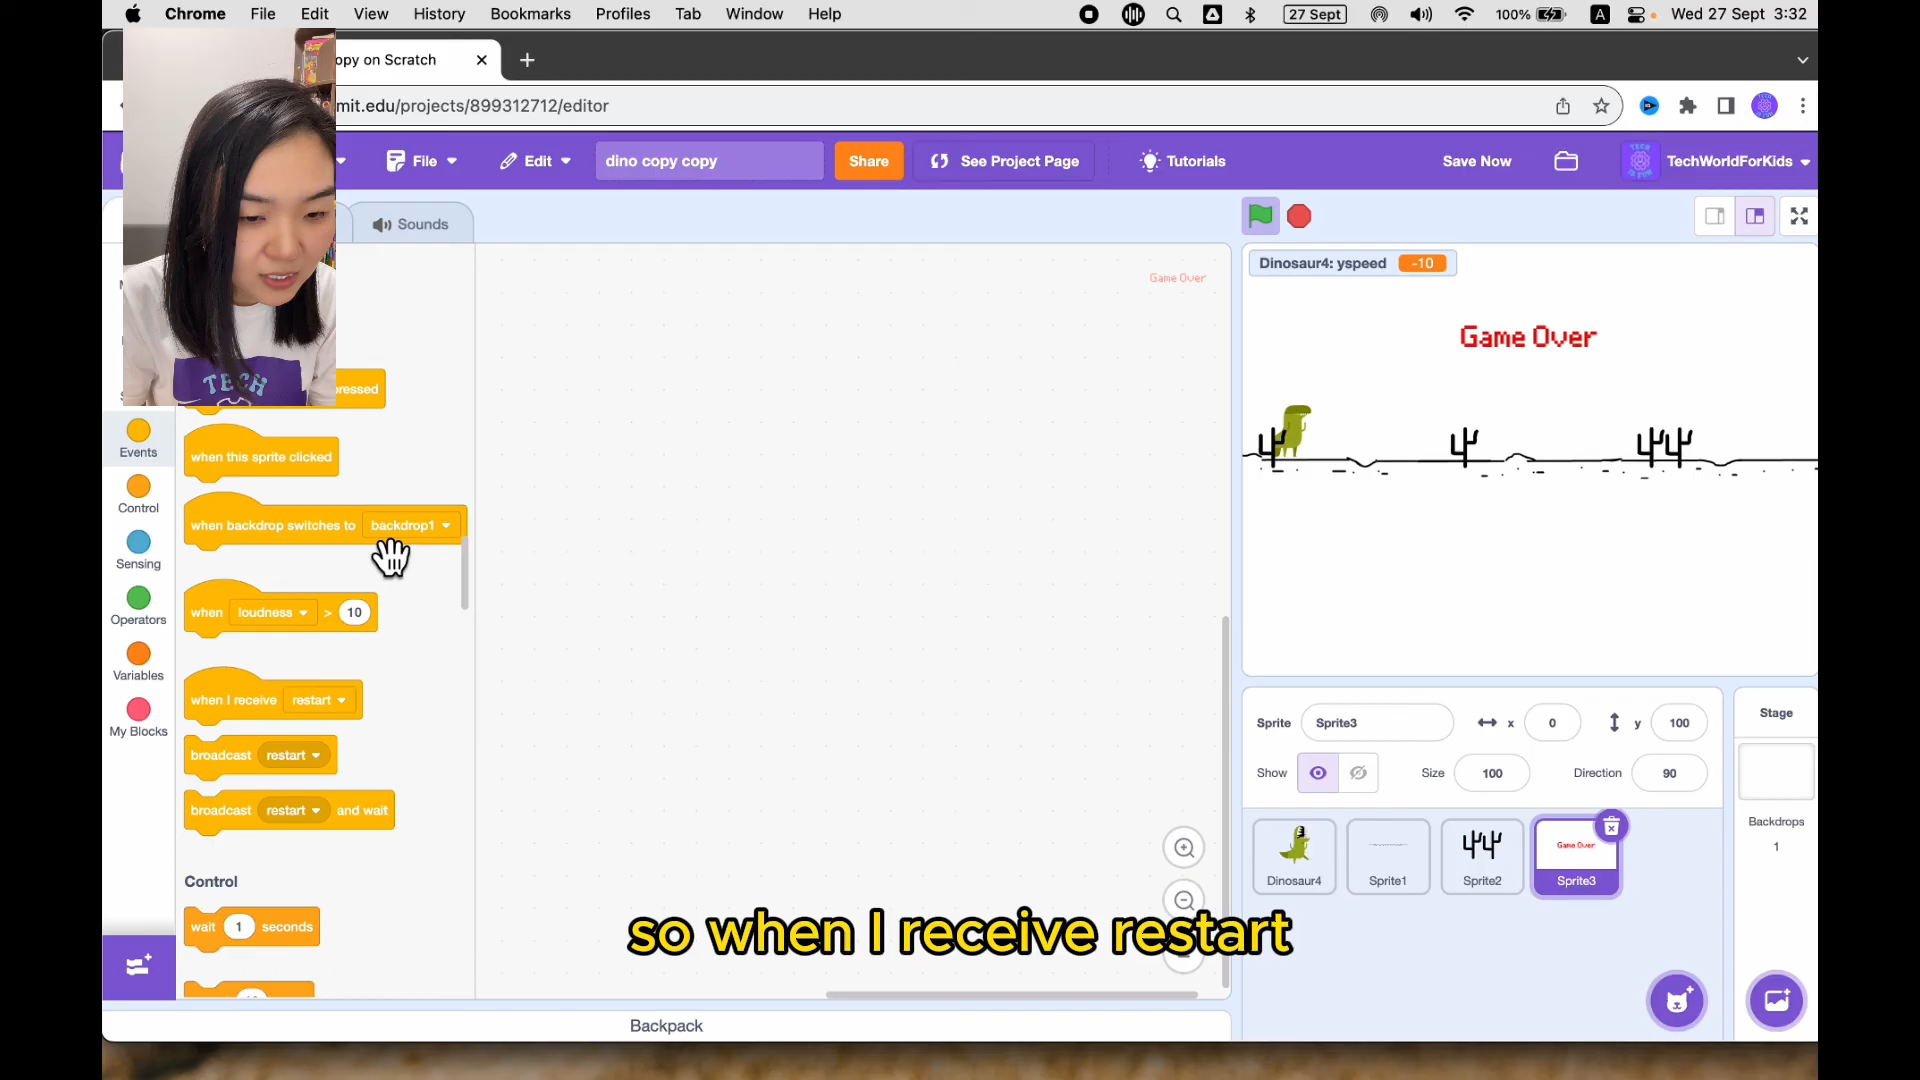 Chrome File Edit View History Bookmarks Profiles Tab Window Help
27 Sept 100% A Wed 27 Sept 3:32
opy on Scratch
mit.edu/projects/899312712/editor
File Edit dino copy copy Share See Project Page Tutorials Save Now TechWorldForKids
Sounds
Game Over
Dinosaur4: yspeed -10
Game Over
TECH
Events
Control
Sensing
Operators
Variables
My Blocks
ressed
when this sprite clicked
when backdrop switches to backdrop1
when loudness > 10
when I receive restart
broadcast restart
broadcast restart and wait
Control
wait 1 seconds
10
Sprite Sprite3 x 0 y 100
Show Size 100 Direction 90
Stage
Backdrops
1
Dinosaur4
Sprite1
Sprite2
Game Over
Sprite3
so when I receive restart
Backpack